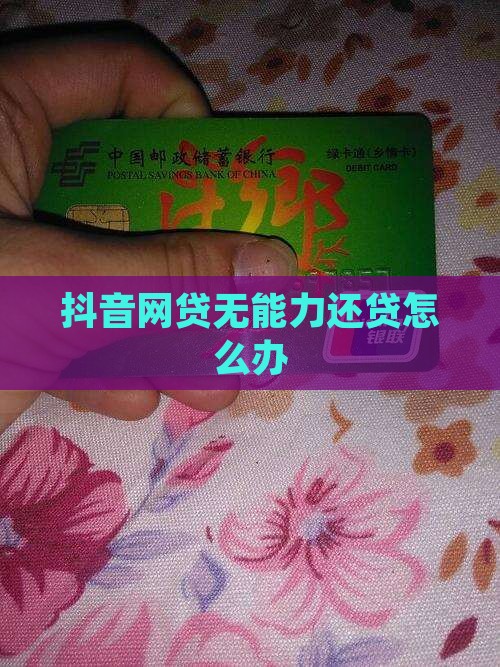 中国邮政储蓄银行
POSTAL SAVINGS BANK OF CHINA
绿卡通(乡情卡)
DEBIT CARD
乡
抖音网贷无能力还贷怎
么办
银联